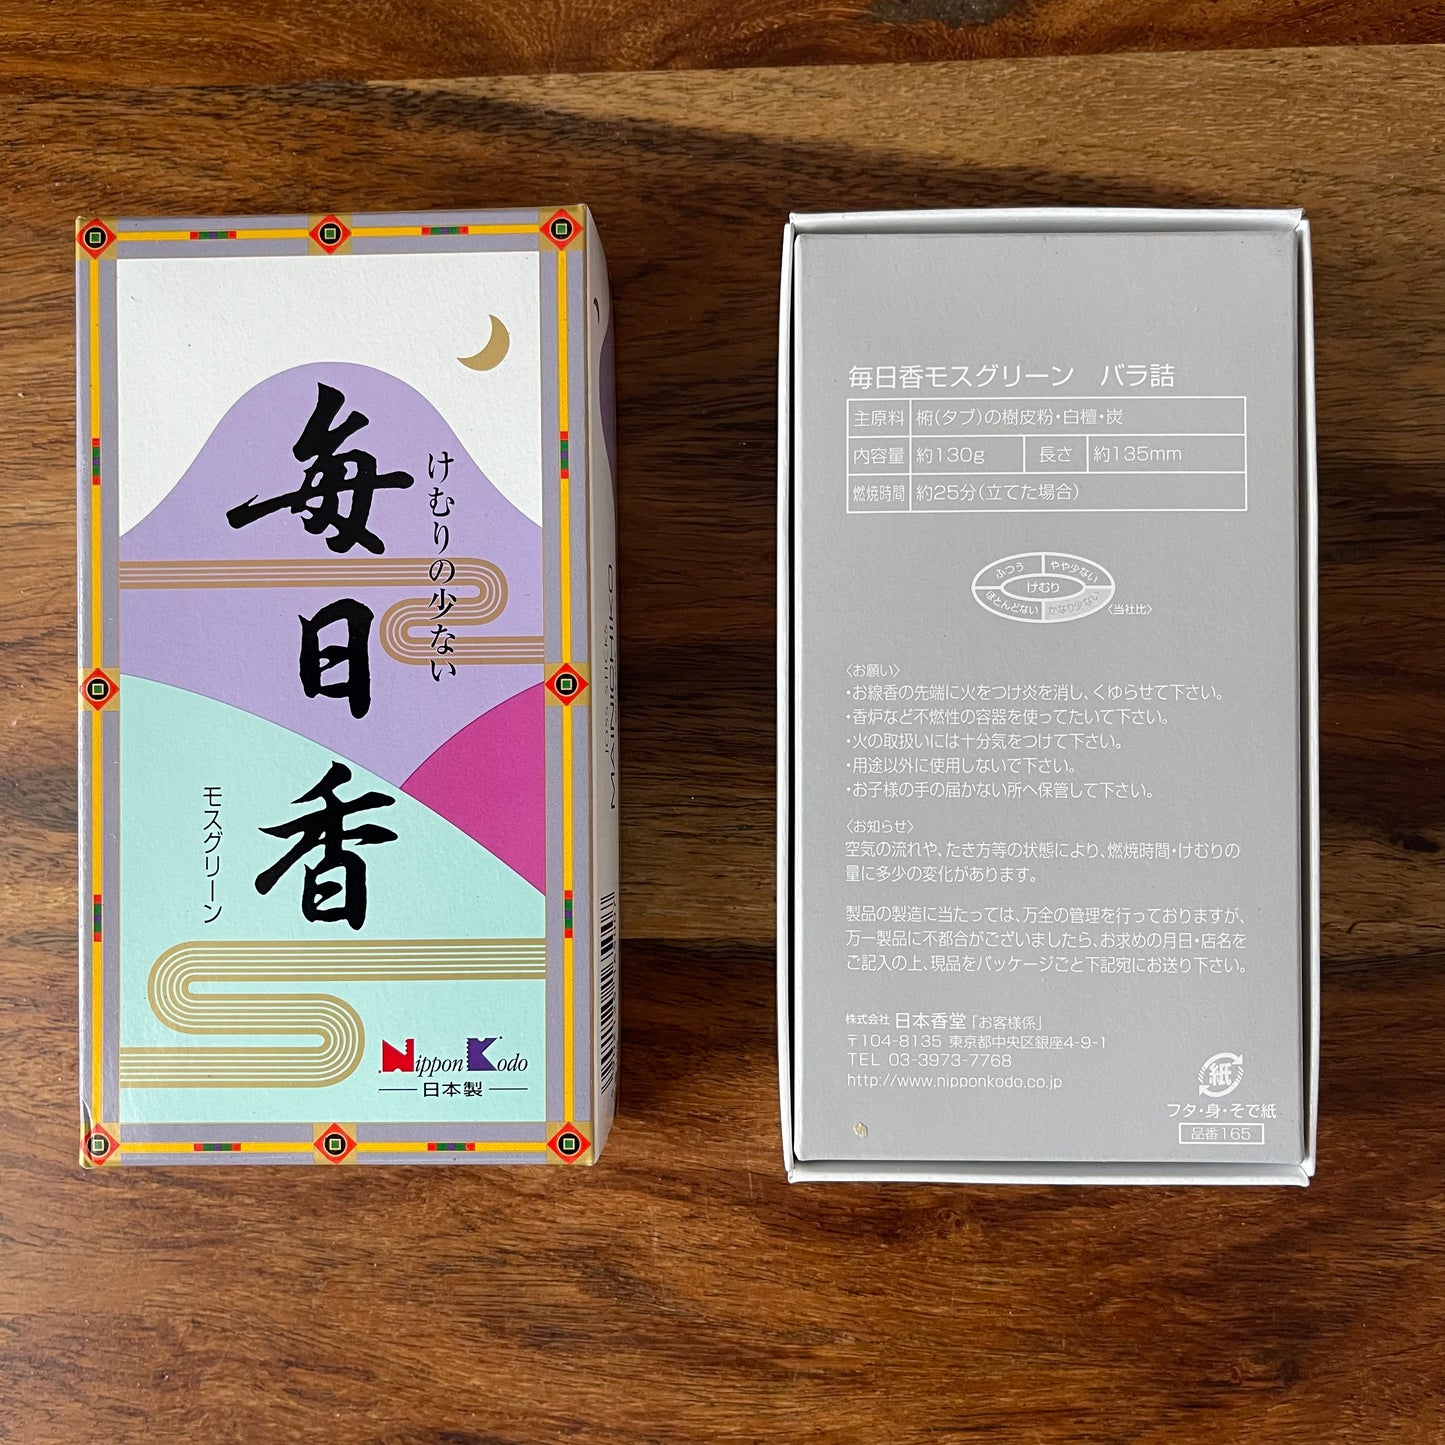 毎日香
けむりの少ない
モスグリーン
Nippon Kodo
日本製
MAINICHIKO
毎日香モスグリーン バラ詰
主原料 椨(タブ)の樹皮粉・白檀・炭
内容量 約130g 長さ 約135mm
燃焼時間 約25分(立てた場合)
ふつう やや少ない
けむり
ほとんどない かなり少ない 〈当社比〉
〈お願い〉
・お線香の先端に火をつけ炎を消し、くゆらせて下さい。
・香炉など不燃性の容器を使ってたいて下さい。
・火の取扱いには十分気をつけて下さい。
・用途以外に使用しないで下さい。
・お子様の手の届かない所へ保管して下さい。
〈お知らせ〉
空気の流れや、たき方等の状態により、燃焼時間・けむりの
量に多少の変化があります。
製品の製造に当たっては、万全の管理を行っておりますが、
万一製品に不都合がございましたら、お求めの月日・店名を
ご記入の上、現品をパッケージごと下記宛にお送り下さい。
株式会社 日本香堂「お客様係」
〒104-8135 東京都中央区銀座4-9-1
TEL 03-3973-7768
http://www.nipponkodo.co.jp
紙
フタ・身・そで紙
品番165